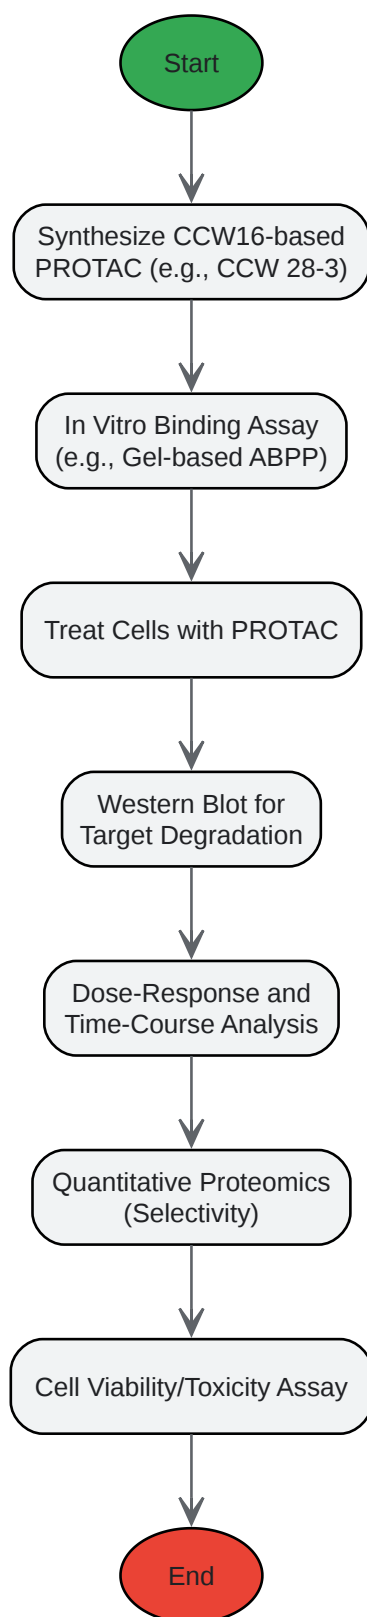 Start
Synthesize CCW16-based
PROTAC (e.g., CCW 28-3)
In Vitro Binding Assay
(e.g., Gel-based ABPP)
Treat Cells with PROTAC
Western Blot for
Target Degradation
Dose-Response and
Time-Course Analysis
Quantitative Proteomics
(Selectivity)
Cell Viability/Toxicity Assay
End